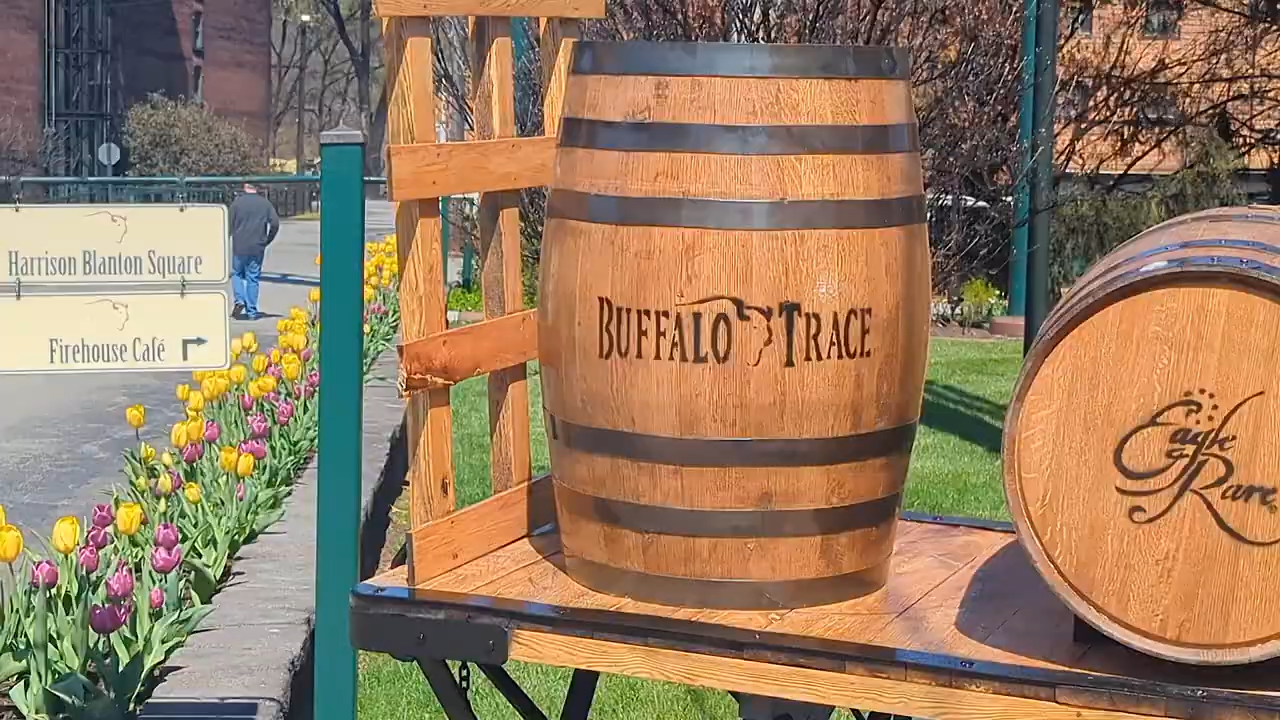 Harrison Blanton Square
Firehouse Café
BUFFALO TRACE
Eagle
Rare